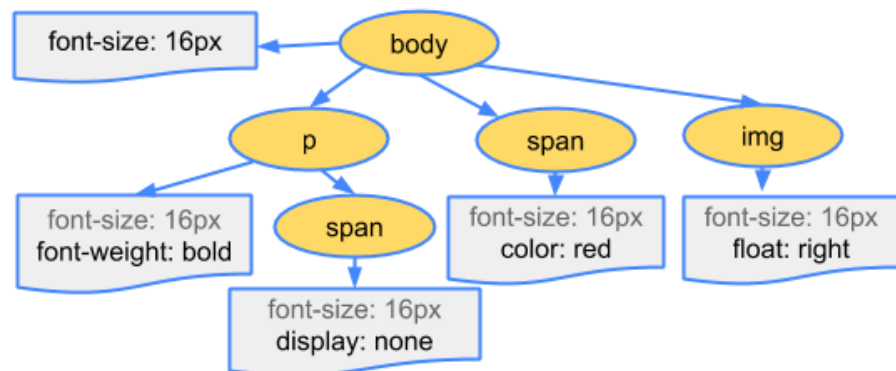 font-size: 16px
body
p
span
img
font-size: 16px
font-weight: bold
span
font-size: 16px
color: red
font-size: 16px
float: right
font-size: 16px
display: none